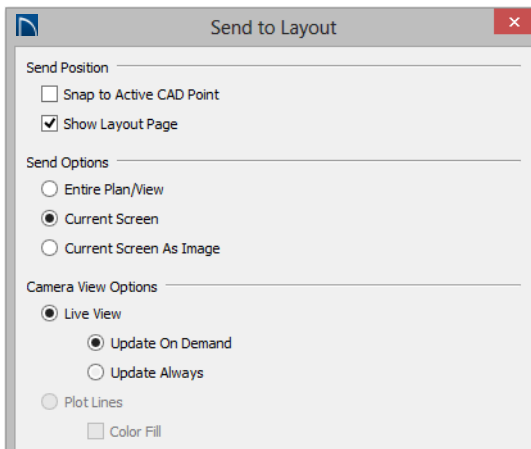 Send to Layout
Send Position
Snap to Active CAD Point
Show Layout Page
Send Options
Entire Plan/View
Current Screen
Current Screen As Image
Camera View Options
Live View
Update On Demand
Update Always
Plot Lines
Color Fill